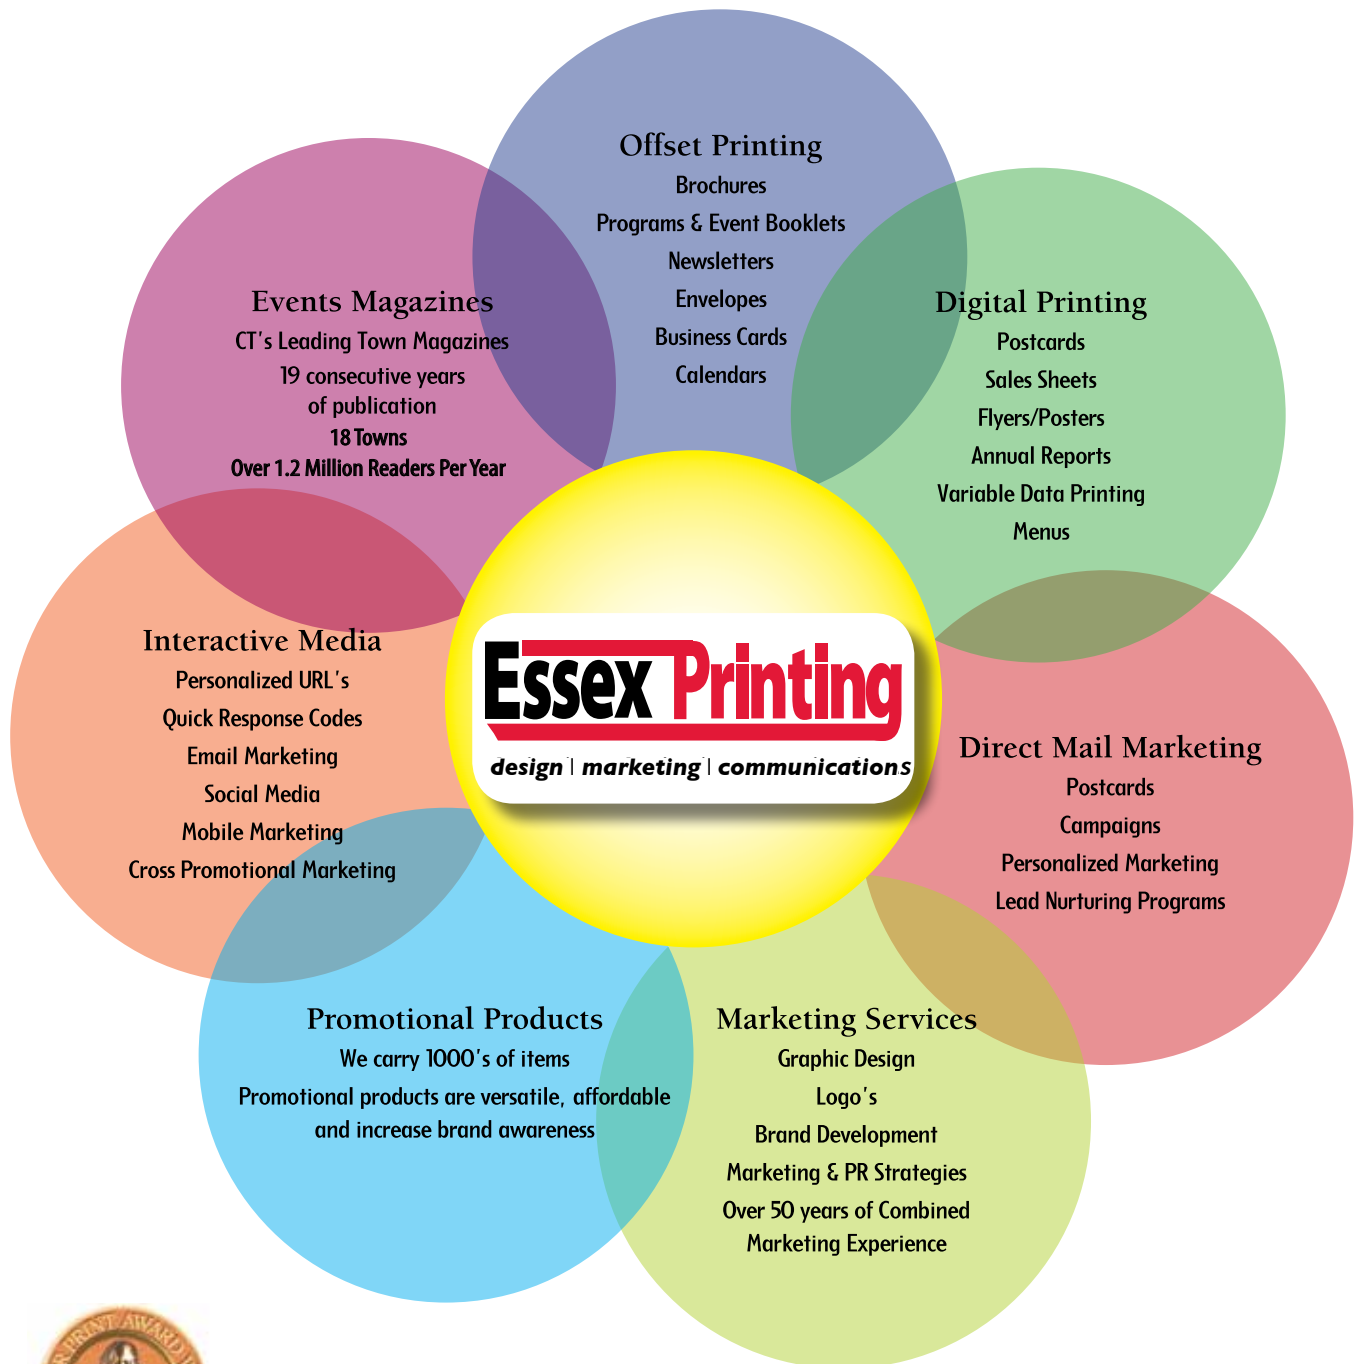 Offset Printing
Brochures
Programs & Event Booklets
Newsletters
Envelopes
Business Cards
Calendars
Digital Printing
Postcards
Sales Sheets
Flyers/Posters
Annual Reports
Variable Data Printing
Menus
Direct Mail Marketing
Postcards
Campaigns
Personalized Marketing
Lead Nurturing Programs
Marketing Services
Graphic Design
Logo's
Brand Development
Marketing & PR Strategies
Over 50 years of Combined
Marketing Experience
Promotional Products
We carry 1000's of items
Promotional products are versatile, affordable
and increase brand awareness
Interactive Media
Personalized URL's
Quick Response Codes
Email Marketing
Social Media
Mobile Marketing
Cross Promotional Marketing
Events Magazines
CT's Leading Town Magazines
19 consecutive years
of publication
18 Towns
Over 1.2 Million Readers Per Year
Essex Printing
design | marketing | communications
PRINT AWARD